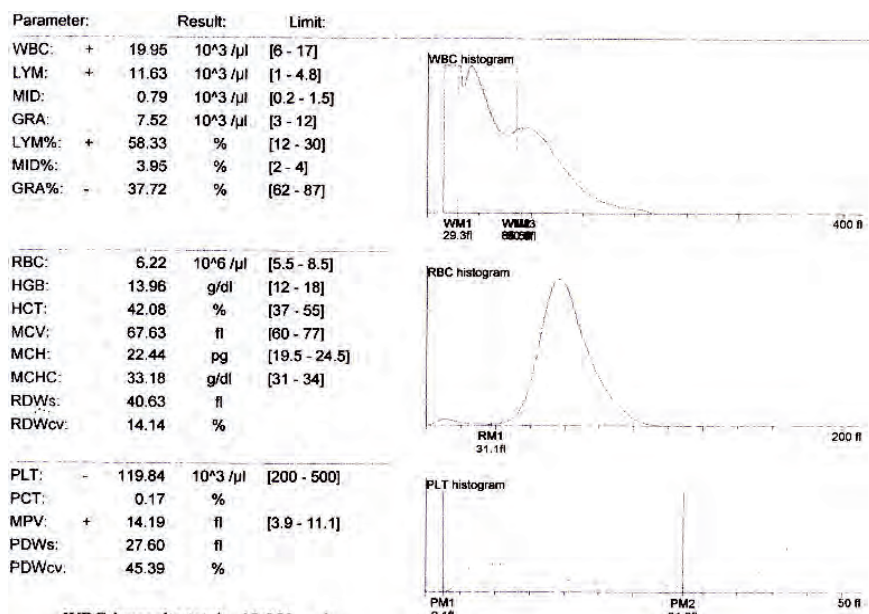 Parameter: Result: Limit:
WBC: + 19.95 10^3 /µl [6 - 17]
LYM: + 11.63 10^3 /µl [1 - 4.8]
MID: 0.79 10^3 /µl [0.2 - 1.5]
GRA: 7.52 10^3 /µl [3 - 12]
LYM%: + 58.33 % [12 - 30]
MID%: 3.95 % [2 - 4]
GRA%: - 37.72 % [62 - 87]
WBC histogram
WM1
29.3fl
400 fl
RBC: 6.22 10^6 /µl [5.5 - 8.5]
HGB: 13.96 g/dl [12 - 18]
HCT: 42.08 % [37 - 55]
MCV: 67.63 fl [60 - 77]
MCH: 22.44 pg [19.5 - 24.5]
MCHC: 33.18 g/dl [31 - 34]
RDWs: 40.63 fl
RDWcv: 14.14 %
RBC histogram
RM1
31.1fl
200 fl
PLT: - 119.84 10^3 /µl [200 - 500]
PCT: 0.17 %
MPV: + 14.19 fl [3.9 - 11.1]
PDWs: 27.60 fl
PDWcv: 45.39 %
PLT histogram
PM1
PM2
50 fl